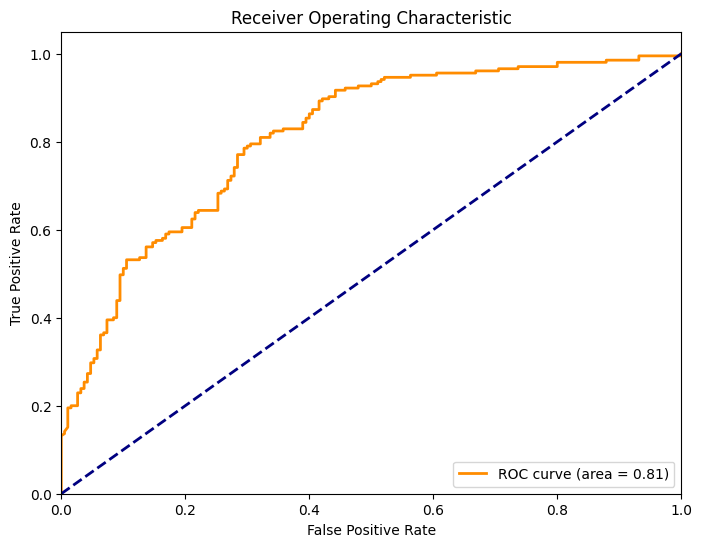 Receiver Operating Characteristic
True Positive Rate
1.0
0.8
0.6
0.4
0.2
0.0
0.0 0.2 0.4 0.6 0.8 1.0
False Positive Rate
ROC curve (area = 0.81)